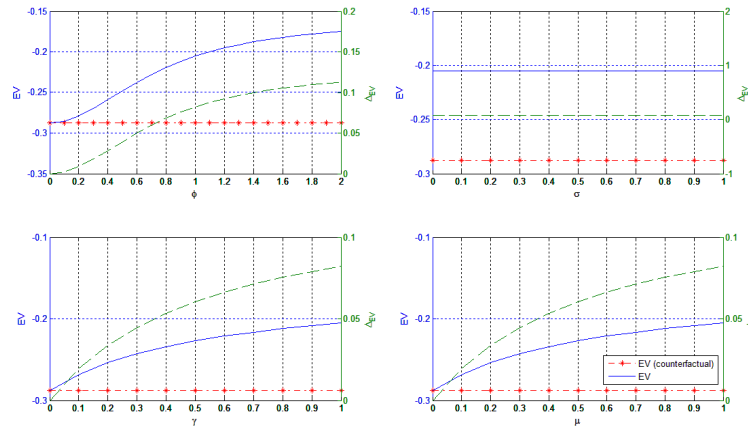 -0.15 0.2 -0.15 2
-0.2 0.15 -0.2 1
EV -0.25 0.1 Δ_EV EV -0.25 0 Δ_EV
-0.3 0.05
-0.35 0 -0.3 -1
0 0.2 0.4 0.6 0.8 1 1.2 1.4 1.6 1.8 2
ϕ
0 0.1 0.2 0.3 0.4 0.5 0.6 0.7 0.8 0.9 1
σ
-0.1 0.1 -0.1 0.1
EV -0.2 0.05 Δ_EV EV -0.2 0.05
-0.3 0 -0.3 0
0 0.1 0.2 0.3 0.4 0.5 0.6 0.7 0.8 0.9 1
γ
0 0.1 0.2 0.3 0.4 0.5 0.6 0.7 0.8 0.9 1
μ
EV (counterfactual)
EV